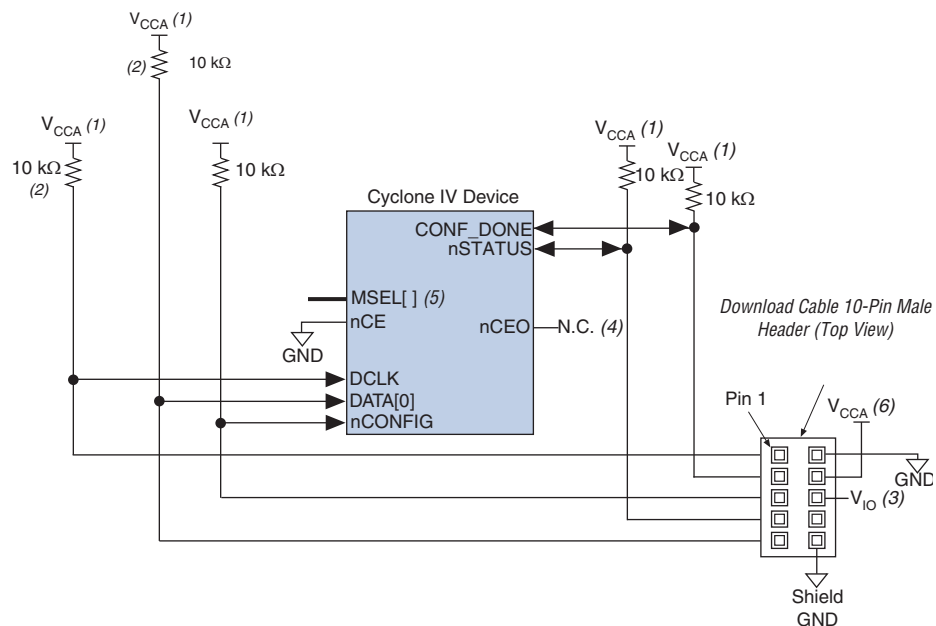 VCCA (1)
(2) 10 kΩ
VCCA (1)
10 kΩ
(2)
VCCA (1)
10 kΩ
VCCA (1)
10 kΩ
VCCA (1)
10 kΩ
Cyclone IV Device
CONF_DONE
nSTATUS
MSEL[ ] (5)
nCE
GND
nCEO
N.C. (4)
DCLK
DATA[0]
nCONFIG
Download Cable 10-Pin Male
Header (Top View)
Pin 1
VCCA (6)
GND
VIO (3)
Shield
GND